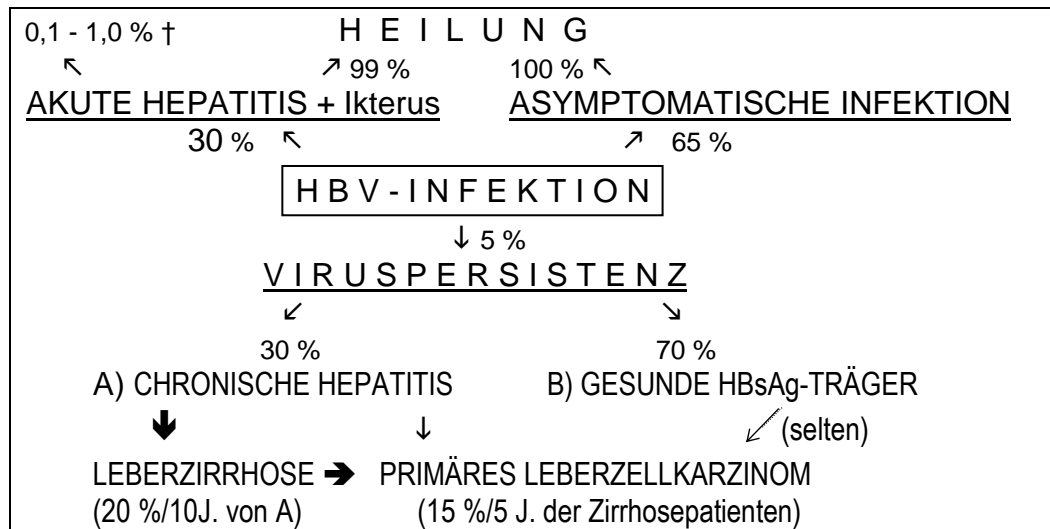 0,1 - 1,0 % † H E I L U N G
↖ ↗ 99 % 100 % ↖
AKUTE HEPATITIS + Ikterus ASYMPTOMATISCHE INFEKTION
30 % ↖ ↗ 65 %
H B V - I N F E K T I O N
↓ 5 %
V I R U S P E R S I S T E N Z
↙ ↘
30 % 70 %
A) CHRONISCHE HEPATITIS B) GESUNDE HBsAg-TRÄGER
🡻 ↓ ↙ (selten)
LEBERZIRRHOSE 🡺 PRIMÄRES LEBERZELLKARZINOM
(20 %/10J. von A) (15 %/5 J. der Zirrhosepatienten)